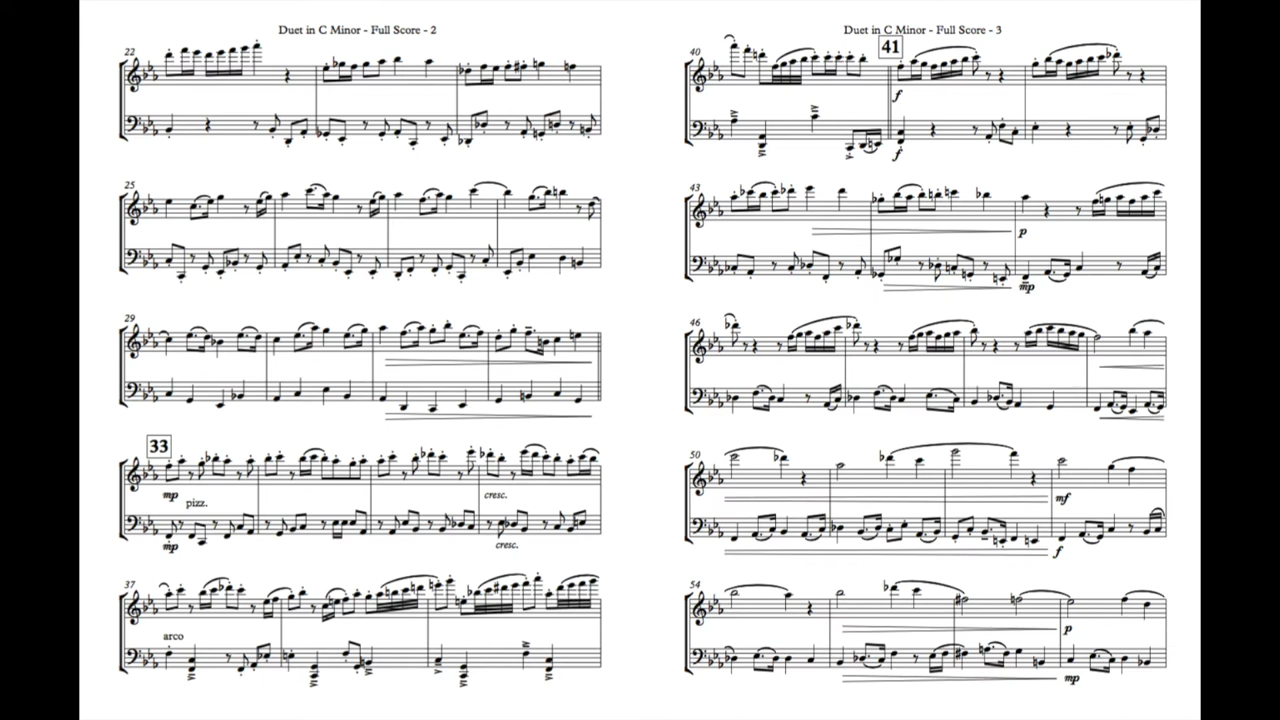 Duet in C Minor - Full Score - 2
22
25
29
33
mp
pizz.
mp
cresc.
cresc.
37
arco
Duet in C Minor - Full Score - 3
40
41
f
f
43
p
mp
46
50
mf
f
54
p
mp